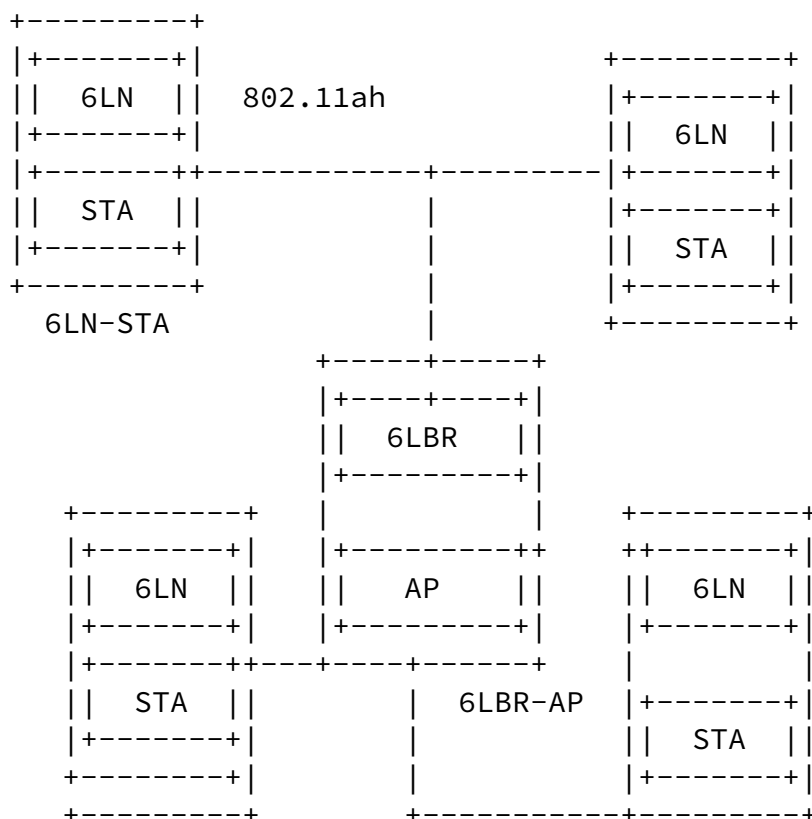 6LN 802.11ah
6LN
STA
STA
6LN-STA
6LBR
6LN AP 6LN
STA 6LBR-AP
STA